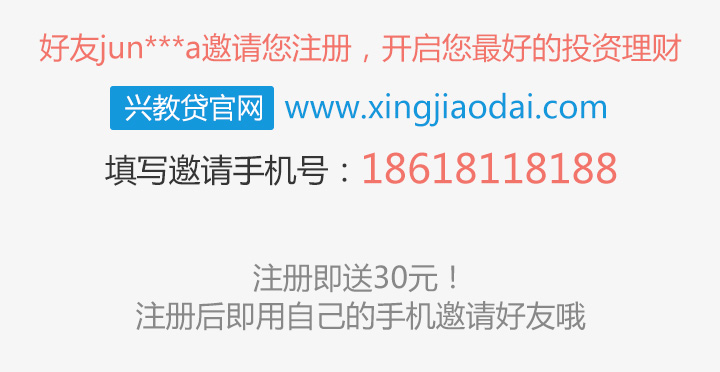 好友jun***a邀请您注册，开启您最好的投资理财
兴教贷官网 www.xingjiaodai.com
填写邀请手机号：18618118188
注册即送30元！
注册后即用自己的手机邀请好友哦